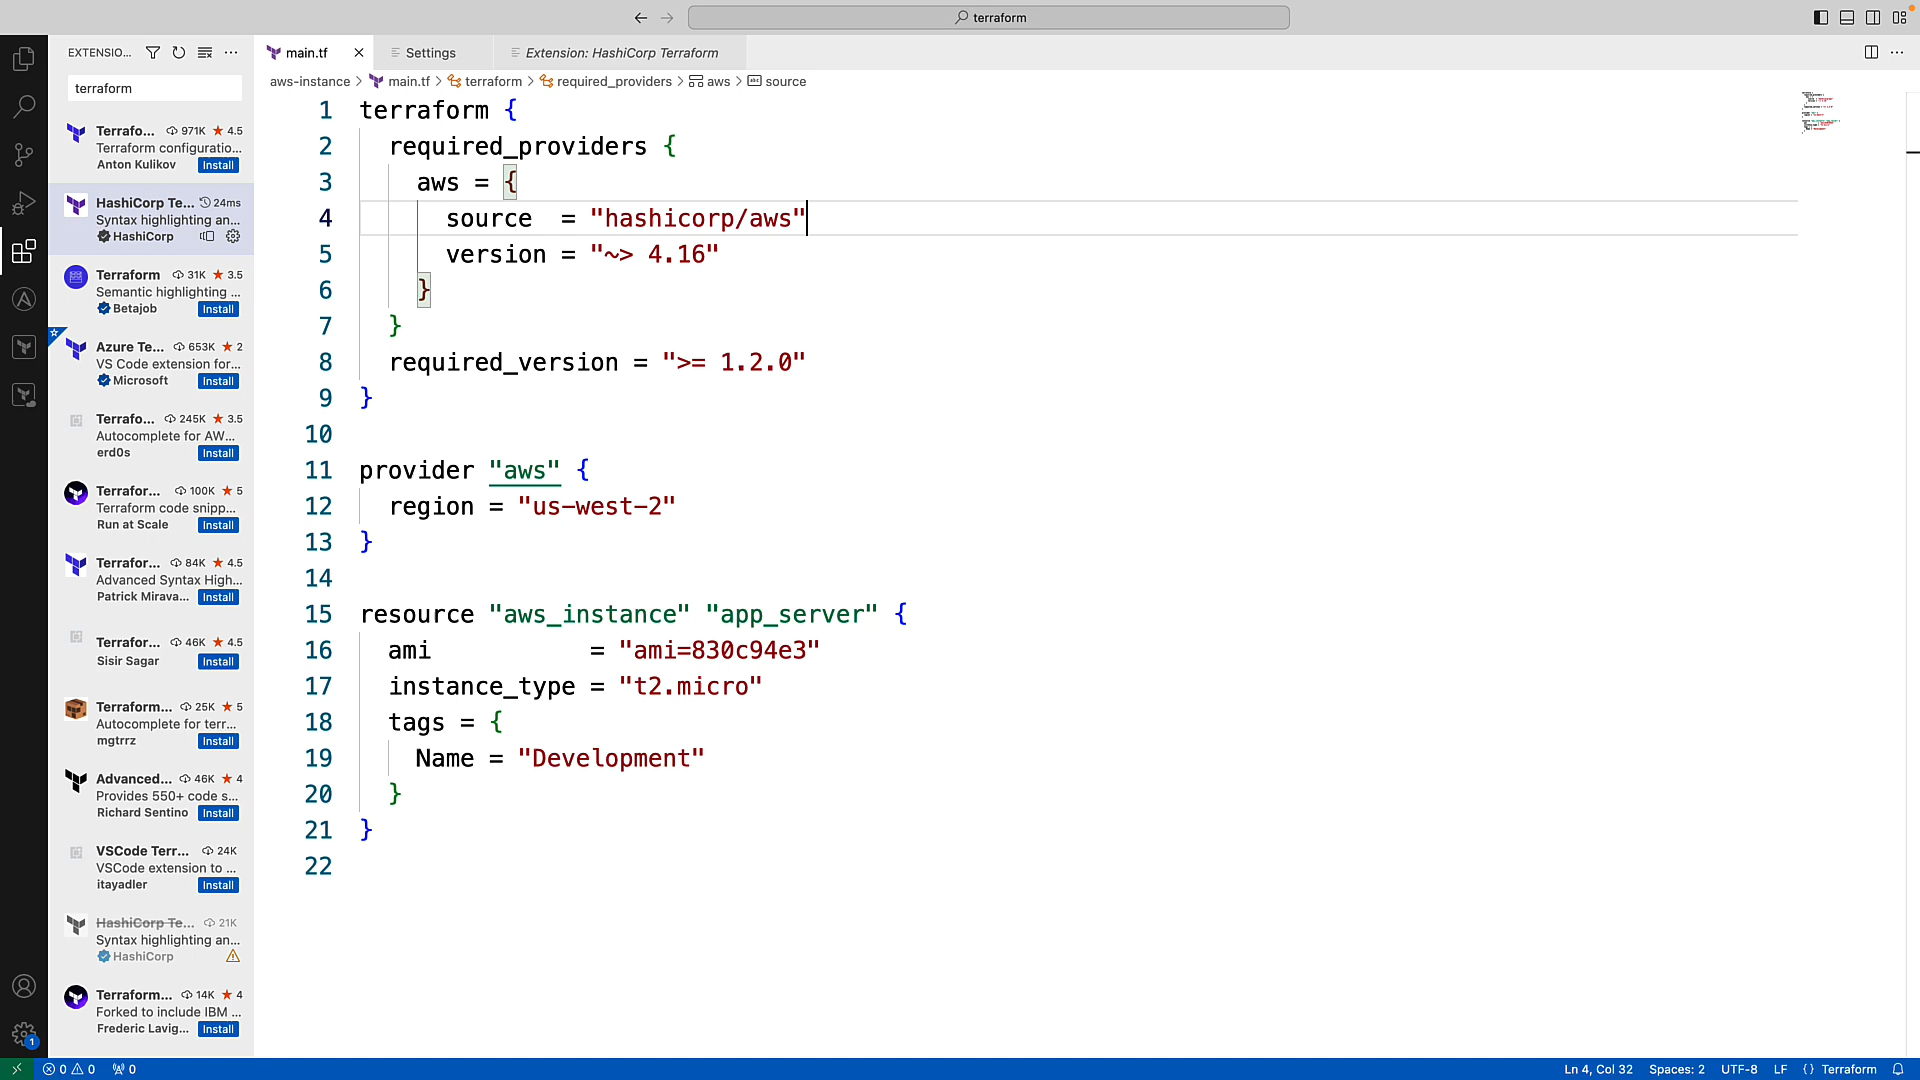 terraform
EXTENSIO...
main.tf
Settings
Extension: HashiCorp Terraform
terraform
aws-instance > main.tf > terraform > required_providers > aws > source
Terrafo... 971K ★ 4.5
Terraform configuratio...
Anton Kulikov Install
HashiCorp Te... 24ms
Syntax highlighting an...
HashiCorp
Terraform 31K ★ 3.5
Semantic highlighting ...
Betajob Install
Azure Te... 653K ★ 2
VS Code extension for...
Microsoft Install
Terrafo... 245K ★ 3.5
Autocomplete for AW...
erd0s Install
Terrafor... 100K ★ 5
Terraform code snipp...
Run at Scale Install
Terrafor... 84K ★ 4.5
Advanced Syntax High...
Patrick Mirava... Install
Terrafor... 46K ★ 4.5
Sisir Sagar Install
Terraform... 25K ★ 5
Autocomplete for terr...
mgtrrz Install
Advanced... 46K ★ 4
Provides 550+ code s...
Richard Sentino Install
VSCode Terr... 24K
VSCode extension to ...
itayadler Install
HashiCorp Te... 21K
Syntax highlighting an...
HashiCorp
Terraform... 14K ★ 4
Forked to include IBM ...
Frederic Lavig... Install
1 terraform {
2   required_providers {
3     aws = {
4       source  = "hashicorp/aws"
5       version = "~> 4.16"
6     }
7   }
8   required_version = ">= 1.2.0"
9 }
10
11 provider "aws" {
12   region = "us-west-2"
13 }
14
15 resource "aws_instance" "app_server" {
16   ami           = "ami=830c94e3"
17   instance_type = "t2.micro"
18   tags = {
19     Name = "Development"
20   }
21 }
22
1
0 0 0
Ln 4, Col 32 Spaces: 2 UTF-8 LF {} Terraform